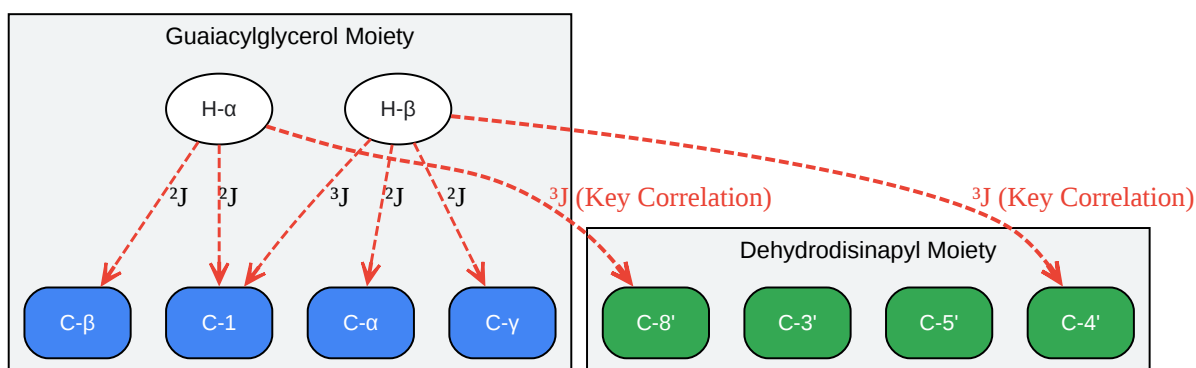 Guaiacylglycerol Moiety
H-α
H-β
²J
²J
³J
²J
²J
³J (Key Correlation)
³J (Key Correlation)
Dehydrodisinapyl Moiety
C-β
C-1
C-α
C-γ
C-8'
C-3'
C-5'
C-4'